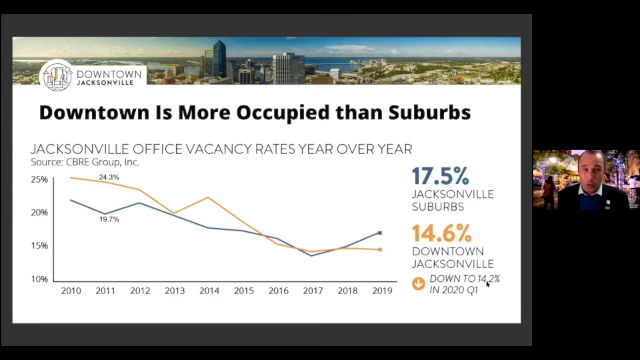 DOWNTOWN
JACKSONVILLE
Downtown Is More Occupied than Suburbs
JACKSONVILLE OFFICE VACANCY RATES YEAR OVER YEAR
Source: CBRE Group, Inc.
25%
20%
15%
10%
24.3%
19.7%
2010 2011 2012 2013 2014 2015 2016 2017 2018 2019
17.5%
JACKSONVILLE
SUBURBS
14.6%
DOWNTOWN
JACKSONVILLE
DOWN TO 14.2%
IN 2020 Q1